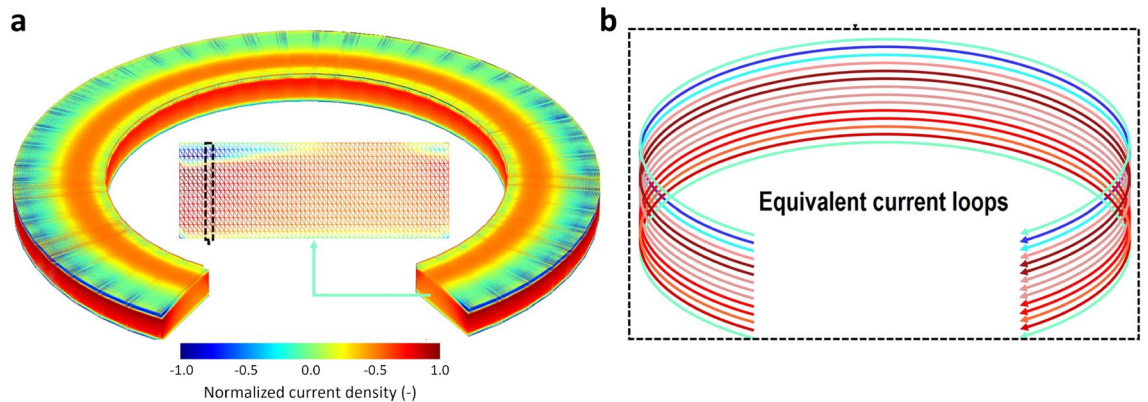 a
b
Equivalent current loops
-1.0 -0.5 0.0 -0.5 1.0
Normalized current density (-)